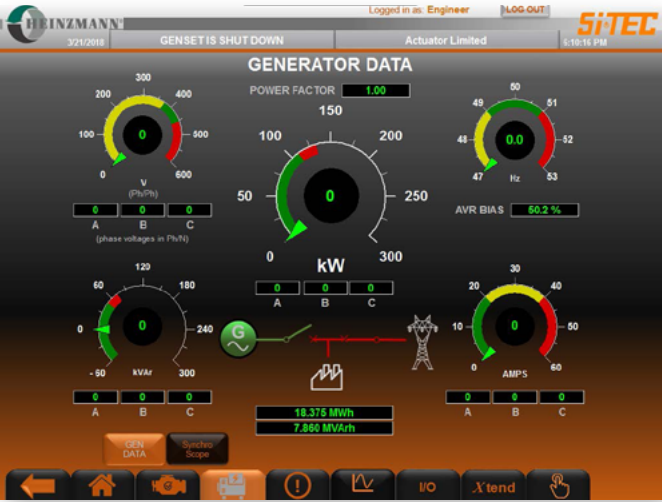 Logged in as: Engineer LOG OUT
HEINZMANN®
SiTEC
3/21/2018 GENSET IS SHUT DOWN Actuator Limited 5:10:16 PM
GENERATOR DATA
POWER FACTOR 1.00
0 100 200 300 400 500 600
0
V
(Ph/Ph)
0 0 0
A B C
(phase voltages in Ph/N)
0 50 100 150 200 250 300
0
kW
0 0 0
A B C
47 48 49 50 51 52 53
0.0
Hz
AVR BIAS 50.2 %
-60 0 60 120 180 240 300
0
kVAr
0 0 0
A B C
G
18.375 MWh
7.860 MVArh
0 10 20 30 40 50 60
0
AMPS
0 0 0
A B C
GEN
DATA
Synchro
Scope
I/O
Xtend